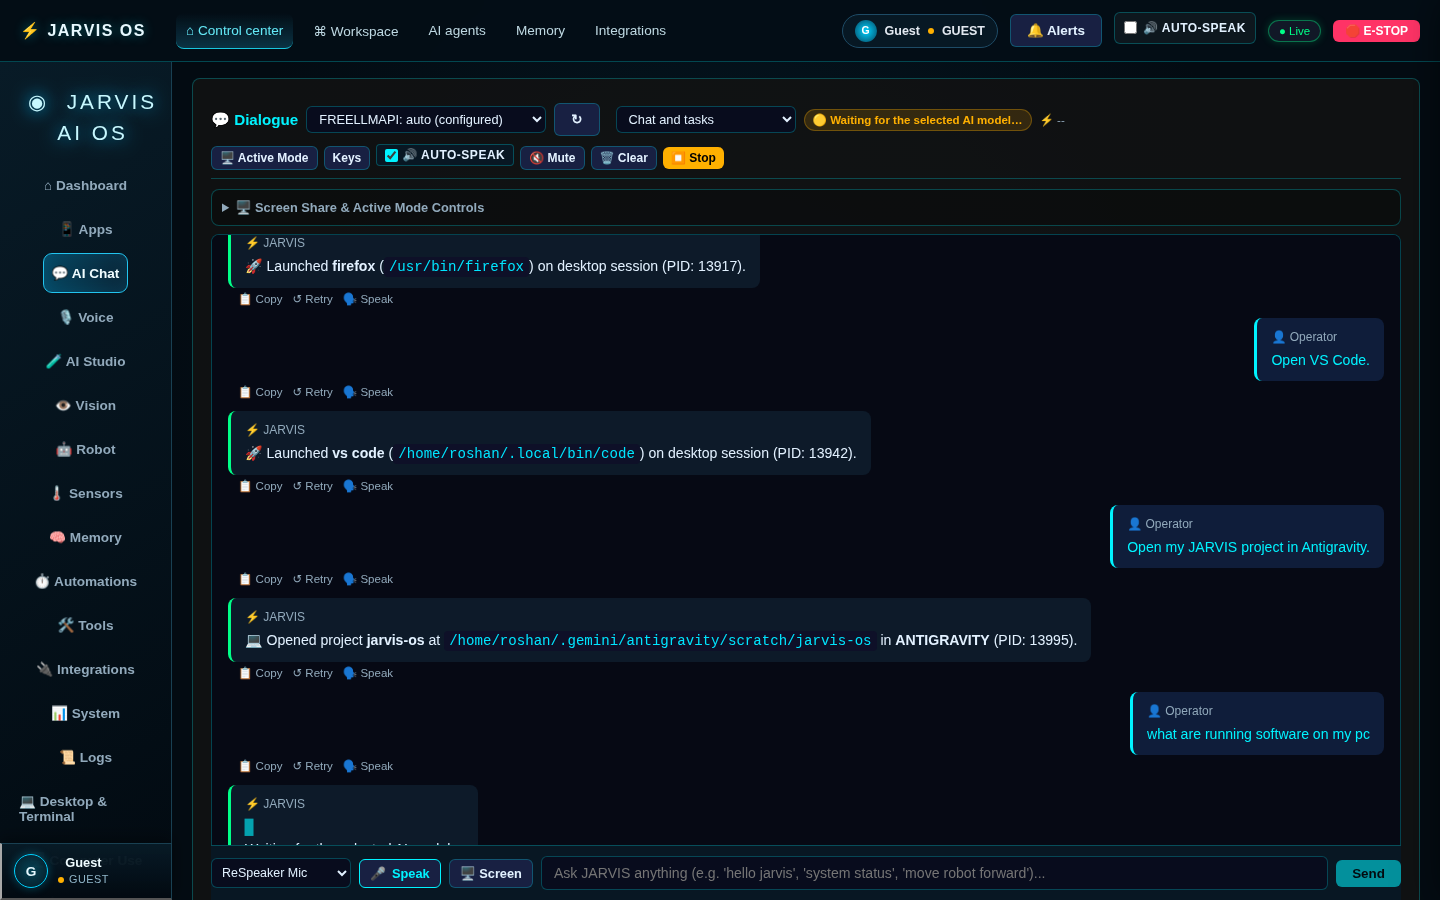 ⚡ JARVIS OS
⌂ Control center
⌘ Workspace
AI agents
Memory
Integrations
G Guest GUEST
🔔 Alerts
🔊 AUTO-SPEAK
● Live
E-STOP
◉ JARVIS
AI OS
⌂ Dashboard
📱 Apps
💬 AI Chat
🎙️ Voice
🧪 AI Studio
👁️ Vision
🤖 Robot
🌡️ Sensors
🧠 Memory
⏱️ Automations
🛠️ Tools
🔌 Integrations
📊 System
📜 Logs
💻 Desktop &
Terminal
G Guest
GUEST
💬 Dialogue
FREELLMAPI: auto (configured)
↻
Chat and tasks
🟡 Waiting for the selected AI model...
⚡ --
🖥️ Active Mode
Keys
🔊 AUTO-SPEAK
🔇 Mute
🗑️ Clear
⏹️ Stop
▶ 🖥️ Screen Share & Active Mode Controls
⚡ JARVIS
🚀 Launched firefox ( /usr/bin/firefox ) on desktop session (PID: 13917).
📋 Copy ↺ Retry 🗣️ Speak
👤 Operator
Open VS Code.
📋 Copy ↺ Retry 🗣️ Speak
⚡ JARVIS
🚀 Launched vs code ( /home/roshan/.local/bin/code ) on desktop session (PID: 13942).
📋 Copy ↺ Retry 🗣️ Speak
👤 Operator
Open my JARVIS project in Antigravity.
📋 Copy ↺ Retry 🗣️ Speak
⚡ JARVIS
💻 Opened project jarvis-os at /home/roshan/.gemini/antigravity/scratch/jarvis-os in ANTIGRAVITY (PID: 13995).
📋 Copy ↺ Retry 🗣️ Speak
👤 Operator
what are running software on my pc
📋 Copy ↺ Retry 🗣️ Speak
⚡ JARVIS
ReSpeaker Mic
🎤 Speak
🖥️ Screen
Ask JARVIS anything (e.g. 'hello jarvis', 'system status', 'move robot forward')...
Send